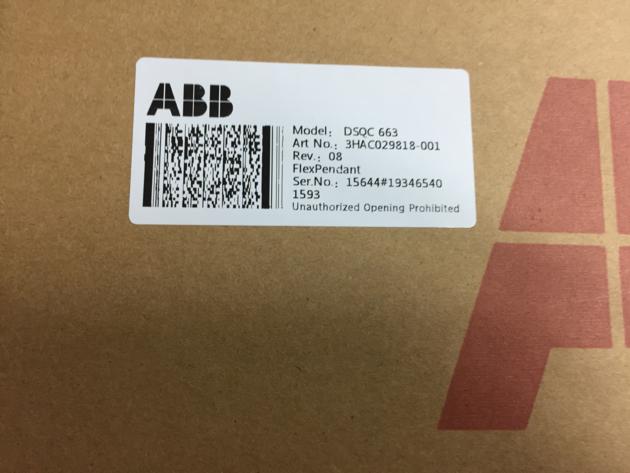 ABB
Model: DSQC 663
Art No.: 3HAC029818-001
Rev.: 08
FlexPendant
Ser.No.: 15644#19346540
1593
Unauthorized Opening Prohibited